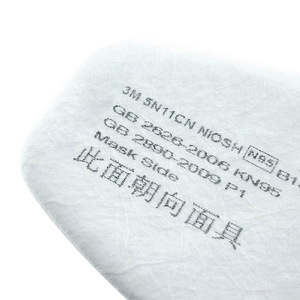 3M 5N11CN NIOSH N95 B1
GB 2626-2006 KN95
GB 2890-2009 P1
Mask Side
此面朝向面具